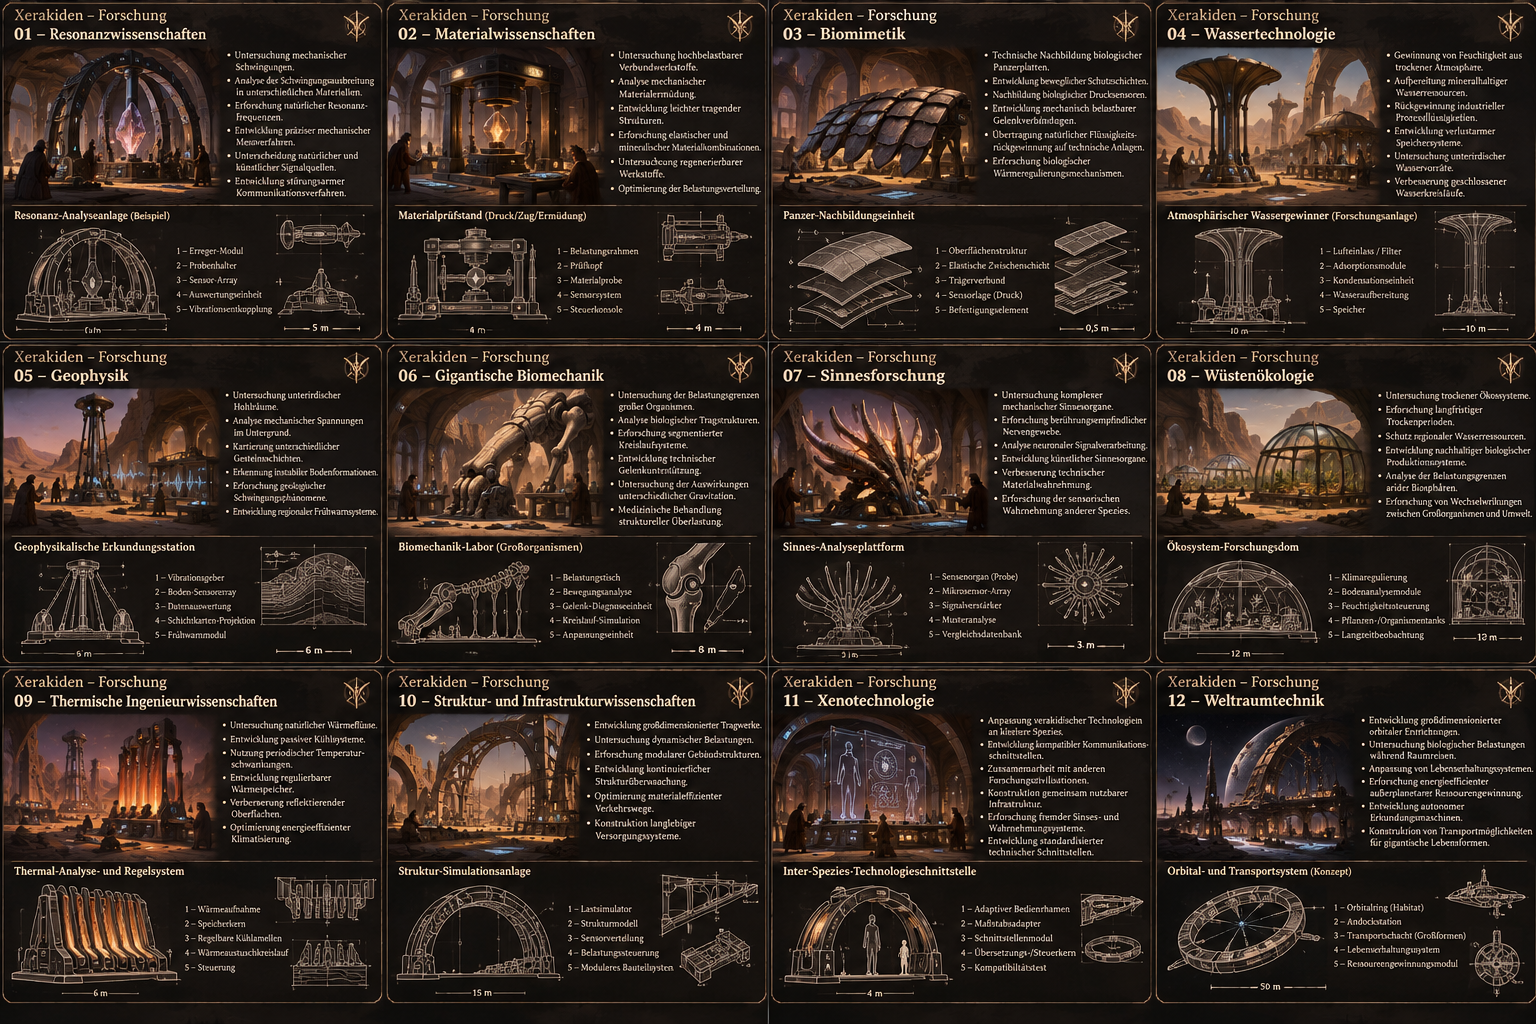 Xerakiden – Forschung
01 – Resonanzwissenschaften
• Untersuchung mechanischer
Schwingungen.
• Analyse der Schwingungsausbreitung
in unterschiedlichen Materialien.
• Erforschung natürlicher Resonanz-
frequenzen.
• Entwicklung präziser mechanischer
Messverfahren.
• Unterscheidung natürlicher und
künstlicher Signalquellen.
• Entwicklung störungsarmer
Kommunikationsverfahren.
Resonanz-Analyseanlage (Beispiel)
1 – Erreger-Modul
2 – Probenhalter
3 – Sensor-Array
4 – Auswertungseinheit
5 – Vibrationsentkopplung
5 m
Xerakiden – Forschung
02 – Materialwissenschaften
• Untersuchung hochbelastbarer
Verbundwerkstoffe.
• Analyse mechanischer
Materialermüdung.
• Entwicklung leichter tragender
Strukturen.
• Erforschung elastischer und
mineralischer Materialkombinationen.
• Untersuchung regenerierbarer
Werkstoffe.
• Optimierung der Belastungsverteilung.
Materialprüfstand (Druck/Zug/Ermüdung)
1 – Belastungsrahmen
2 – Prüfkopf
3 – Materialprobe
4 – Sensorsystem
5 – Steuerkonsole
4 m
4 m
Xerakiden – Forschung
03 – Biomimetik
• Technische Nachbildung biologischer
Panzerplatten.
• Entwicklung beweglicher Schutzschichten.
• Nachbildung biologischer Drucksensoren.
• Entwicklung mechanisch belastbarer
Gelenkverbindungen.
• Übertragung natürlicher Flüssigkeits-
rückgewinnung auf technische Anlagen.
• Erforschung biologischer
Wärmeregulierungsmechanismen.
Panzer-Nachbildungseinheit
1 – Oberflächenstruktur
2 – Elastische Zwischenschicht
3 – Trägerverbund
4 – Sensorlage (Druck)
5 – Befestigungselement
0,5 m
Xerakiden – Forschung
04 – Wassertechnologie
• Gewinnung von Feuchtigkeit aus
trockener Atmosphäre.
• Aufbereitung mineralhaltiger
Wasserressourcen.
• Rückgewinnung industrieller
Prozessflüssigkeiten.
• Entwicklung verlustarmer
Speichersysteme.
• Untersuchung unterirdischer
Wasservorräte.
• Verbesserung geschlossener
Wasserkreisläufe.
Atmosphärischer Wassergewinner (Forschungsanlage)
1 – Lufteinlass / Filter
2 – Adsorptionsmodule
3 – Kondensationseinheit
4 – Wasseraufbereitung
5 – Speicher
10 m
10 m
Xerakiden – Forschung
05 – Geophysik
• Untersuchung unterirdischer
Hohlräume.
• Analyse mechanischer Spannungen
im Untergrund.
• Kartierung unterschiedlicher
Gesteinsschichten.
• Erkennung instabiler Bodenformationen.
• Erforschung geologischer
Schwingungsphänomene.
• Entwicklung regionaler Frühwarnsysteme.
Geophysikalische Erkundungsstation
1 – Vibrationsgeber
2 – Boden-Sensorarray
3 – Datenauswertung
4 – Schichtkarten-Projektion
5 – Frühwarnmodul
6 m
6 m
Xerakiden – Forschung
06 – Gigantische Biomechanik
• Untersuchung der Belastungsgrenzen
großer Organismen.
• Analyse biologischer Tragstrukturen.
• Erforschung segmentierter
Kreislaufsysteme.
• Entwicklung technischer
Gelenkunterstützung.
• Untersuchung der Auswirkungen
unterschiedlicher Gravitation.
• Medizinische Behandlung
struktureller Überlastung.
Biomechanik-Labor (Großorganismen)
1 – Belastungstisch
2 – Bewegungsanalyse
3 – Gelenk-Diagnoseeinheit
4 – Kreislauf-Simulation
5 – Anpassungseinheit
8 m
Xerakiden – Forschung
07 – Sinnesforschung
• Untersuchung komplexer
mechanischer Sinnesorgane.
• Erforschung berührungsempfindlicher
Nervengewebe.
• Analyse neuronaler Signalverarbeitung.
• Entwicklung künstlicher Sinnesorgane.
• Verbesserung technischer
Materialwahrnehmung.
• Erforschung der sensorischen
Wahrnehmung anderer Spezies.
Sinnes-Analyseplattform
1 – Sensenorgan (Probe)
2 – Mikrosensor-Array
3 – Signalverstärker
4 – Musteranalyse
5 – Vergleichsdatenbank
3 m
3 m
Xerakiden – Forschung
08 – Wüstenökologie
• Untersuchung trockener Ökosysteme.
• Erforschung langfristiger
Trockenperioden.
• Schutz regionaler Wasserressourcen.
• Entwicklung nachhaltiger biologischer
Produktionssysteme.
• Analyse der Belastungsgrenzen
arider Biosphären.
• Erforschung von Wechselwirkungen
zwischen Großorganismen und Umwelt.
Ökosystem-Forschungsdom
1 – Klimaregulierung
2 – Bodenanalysemodule
3 – Feuchtigkeitssteuerung
4 – Pflanzen-/Organismentanks
5 – Langzeitbeobachtung
12 m
12 m
Xerakiden – Forschung
09 – Thermische Ingenieurwissenschaften
• Untersuchung natürlicher Wärmeflüsse.
• Entwicklung passiver Kühlsysteme.
• Nutzung periodischer Temperatur-
schwankungen.
• Entwicklung regulierbarer
Wärmespeicher.
• Verbesserung reflektierender
Oberflächen.
• Optimierung energieeffizienter
Klimatisierung.
Thermal-Analyse- und Regelsystem
1 – Wärmeaufnahme
2 – Speicherkern
3 – Regelbare Kühlamellen
4 – Wärmeaustauschkreislauf
5 – Steuerung
6 m
Xerakiden – Forschung
10 – Struktur- und Infrastrukturwissenschaften
• Entwicklung großdimensionierter Tragwerke.
• Untersuchung dynamischer Belastungen.
• Erforschung modularer Gebäudstrukturen.
• Entwicklung kontinuierlicher
Strukturüberwachung.
• Optimierung materialeffizienter
Verkehrswege.
• Konstruktion langlebiger
Versorgungssysteme.
Struktur-Simulationsanlage
1 – Lastsimulator
2 – Strukturmodell
3 – Sensorverteilung
4 – Belastungssteuerung
5 – Moduleres Bauteilsystem
15 m
Xerakiden – Forschung
11 – Xenotechnologie
• Anpassung xerakidischer Technologien
an kleinere Spezies.
• Entwicklung kompatibler Kommunikations-
schnittstellen.
• Zusammenarbeit mit anderen
Forschungszivilisationen.
• Konstruktion gemeinsam nutzbarer
Infrastruktur.
• Erforschung fremder Sinnes- und
Wahrnehmungssysteme.
• Entwicklung standardisierter
technischer Schnittstellen.
Inter-Spezies-Technologieschnittstelle
1 – Adaptiver Bedienrhamen
2 – Maßstabsadapter
3 – Schnittstellenmodul
4 – Übersetzungs-/Steuerkern
5 – Kompatibilitätstest
4 m
Xerakiden – Forschung
12 – Weltraumtechnik
• Entwicklung großdimensionierter
orbitaler Einrichtungen.
• Untersuchung biologischer Belastungen
während Raumreisen.
• Anpassung von Lebenserhaltungssystemen.
• Erforschung energieeffizienter
außerplanetarer Ressourcengewinnung.
• Entwicklung autonomer
Erkundungsmaschinen.
• Konstruktion von Transportmöglichkeiten
für gigantische Lebensformen.
Orbital- und Transportsystem (Konzept)
1 – Orbitalring (Habitat)
2 – Andockstation
3 – Transportschacht (Großformen)
4 – Lebenserhaltungssystem
5 – Ressourcengewinnungsmodul
50 m